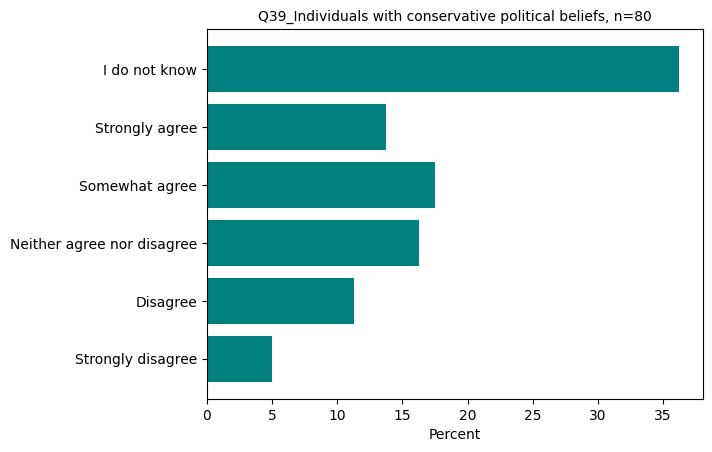 Q39_Individuals with conservative political beliefs, n=80
I do not know
Strongly agree
Somewhat agree
Neither agree nor disagree
Disagree
Strongly disagree
0 5 10 15 20 25 30 35
Percent